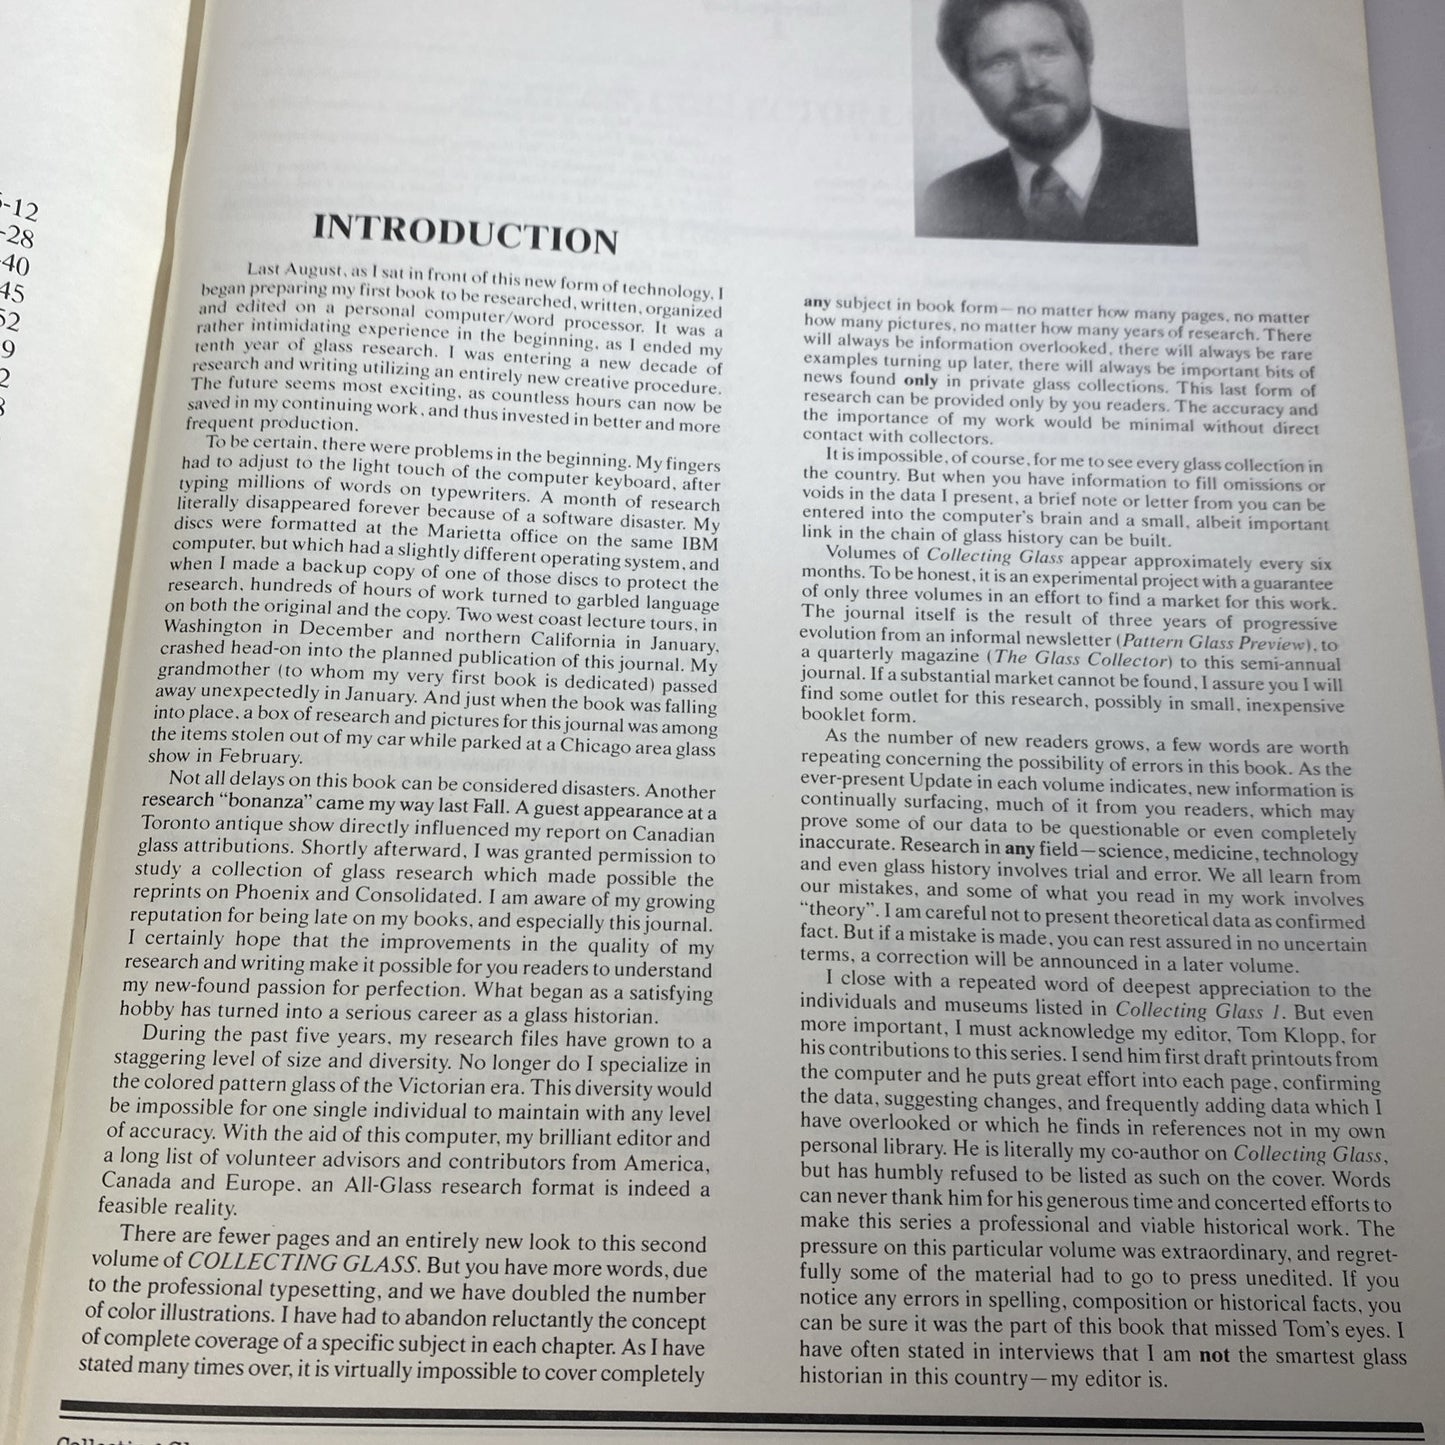 -12
-28
-40
45
52
9
2
INTRODUCTION
Last August, as I sat in front of this new form of technology, I
began preparing my first book to be researched, written, organized
and edited on a personal computer/word processor. It was a
rather intimidating experience in the beginning, as I ended my
tenth year of glass research. I was entering a new decade of
research and writing utilizing an entirely new creative procedure.
The future seems most exciting, as countless hours can now be
saved in my continuing work, and thus invested in better and more
frequent production.
To be certain, there were problems in the beginning. My fingers
had to adjust to the light touch of the computer keyboard, after
typing millions of words on typewriters. A month of research
literally disappeared forever because of a software disaster. My
discs were formatted at the Marietta office on the same IBM
computer, but which had a slightly different operating system, and
when I made a backup copy of one of those discs to protect the
research, hundreds of hours of work turned to garbled language
on both the original and the copy. Two west coast lecture tours, in
Washington in December and northern California in January,
crashed head-on into the planned publication of this journal. My
grandmother (to whom my very first book is dedicated) passed
away unexpectedly in January. And just when the book was falling
into place, a box of research and pictures for this journal was among
the items stolen out of my car while parked at a Chicago area glass
show in February.
Not all delays on this book can be considered disasters. Another
research “bonanza” came my way last Fall. A guest appearance at a
Toronto antique show directly influenced my report on Canadian
glass attributions. Shortly afterward, I was granted permission to
study a collection of glass research which made possible the
reprints on Phoenix and Consolidated. I am aware of my growing
reputation for being late on my books, and especially this journal.
I certainly hope that the improvements in the quality of my
research and writing make it possible for you readers to understand
my new-found passion for perfection. What began as a satisfying
hobby has turned into a serious career as a glass historian.
During the past five years, my research files have grown to a
staggering level of size and diversity. No longer do I specialize in
the colored pattern glass of the Victorian era. This diversity would
be impossible for one single individual to maintain with any level
of accuracy. With the aid of this computer, my brilliant editor and
a long list of volunteer advisors and contributors from America,
Canada and Europe, an All-Glass research format is indeed a
feasible reality.
There are fewer pages and an entirely new look to this second
volume of COLLECTING GLASS. But you have more words, due
to the professional typesetting, and we have doubled the number
of color illustrations. I have had to abandon reluctantly the concept
of complete coverage of a specific subject in each chapter. As I have
stated many times over, it is virtually impossible to cover completely
any subject in book form—no matter how many pages, no matter
how many pictures, no matter how many years of research. There
will always be information overlooked, there will always be rare
examples turning up later, there will always be important bits of
news found only in private glass collections. This last form of
research can be provided only by you readers. The accuracy and
the importance of my work would be minimal without direct
contact with collectors.
It is impossible, of course, for me to see every glass collection in
the country. But when you have information to fill omissions or
voids in the data I present, a brief note or letter from you can be
entered into the computer's brain and a small, albeit important
link in the chain of glass history can be built.
Volumes of Collecting Glass appear approximately every six
months. To be honest, it is an experimental project with a guarantee
of only three volumes in an effort to find a market for this work.
The journal itself is the result of three years of progressive
evolution from an informal newsletter (Pattern Glass Preview), to
a quarterly magazine (The Glass Collector) to this semi-annual
journal. If a substantial market cannot be found, I assure you I will
find some outlet for this research, possibly in small, inexpensive
booklet form.
As the number of new readers grows, a few words are worth
repeating concerning the possibility of errors in this book. As the
ever-present Update in each volume indicates, new information is
continually surfacing, much of it from you readers, which may
prove some of our data to be questionable or even completely
inaccurate. Research in any field—science, medicine, technology
and even glass history involves trial and error. We all learn from
our mistakes, and some of what you read in my work involves
“theory”. I am careful not to present theoretical data as confirmed
fact. But if a mistake is made, you can rest assured in no uncertain
terms, a correction will be announced in a later volume.
I close with a repeated word of deepest appreciation to the
individuals and museums listed in Collecting Glass 1. But even
more important, I must acknowledge my editor, Tom Klopp, for
his contributions to this series. I send him first draft printouts from
the computer and he puts great effort into each page, confirming
the data, suggesting changes, and frequently adding data which I
have overlooked or which he finds in references not in my own
personal library. He is literally my co-author on Collecting Glass,
but has humbly refused to be listed as such on the cover. Words
can never thank him for his generous time and concerted efforts to
make this series a professional and viable historical work. The
pressure on this particular volume was extraordinary, and regret-
fully some of the material had to go to press unedited. If you
notice any errors in spelling, composition or historical facts, you
can be sure it was the part of this book that missed Tom's eyes. I
have often stated in interviews that I am not the smartest glass
historian in this country—my editor is.